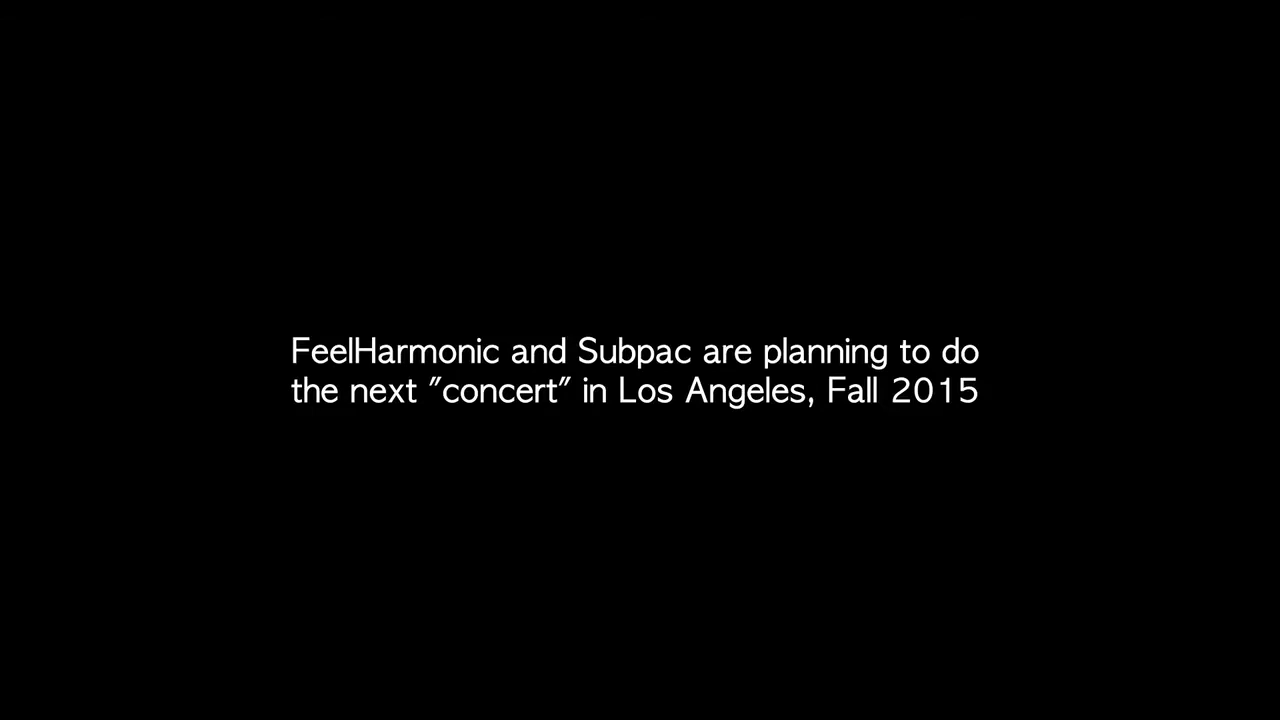 FeelHarmonic and Subpac are planning to do
the next "concert" in Los Angeles, Fall 2015